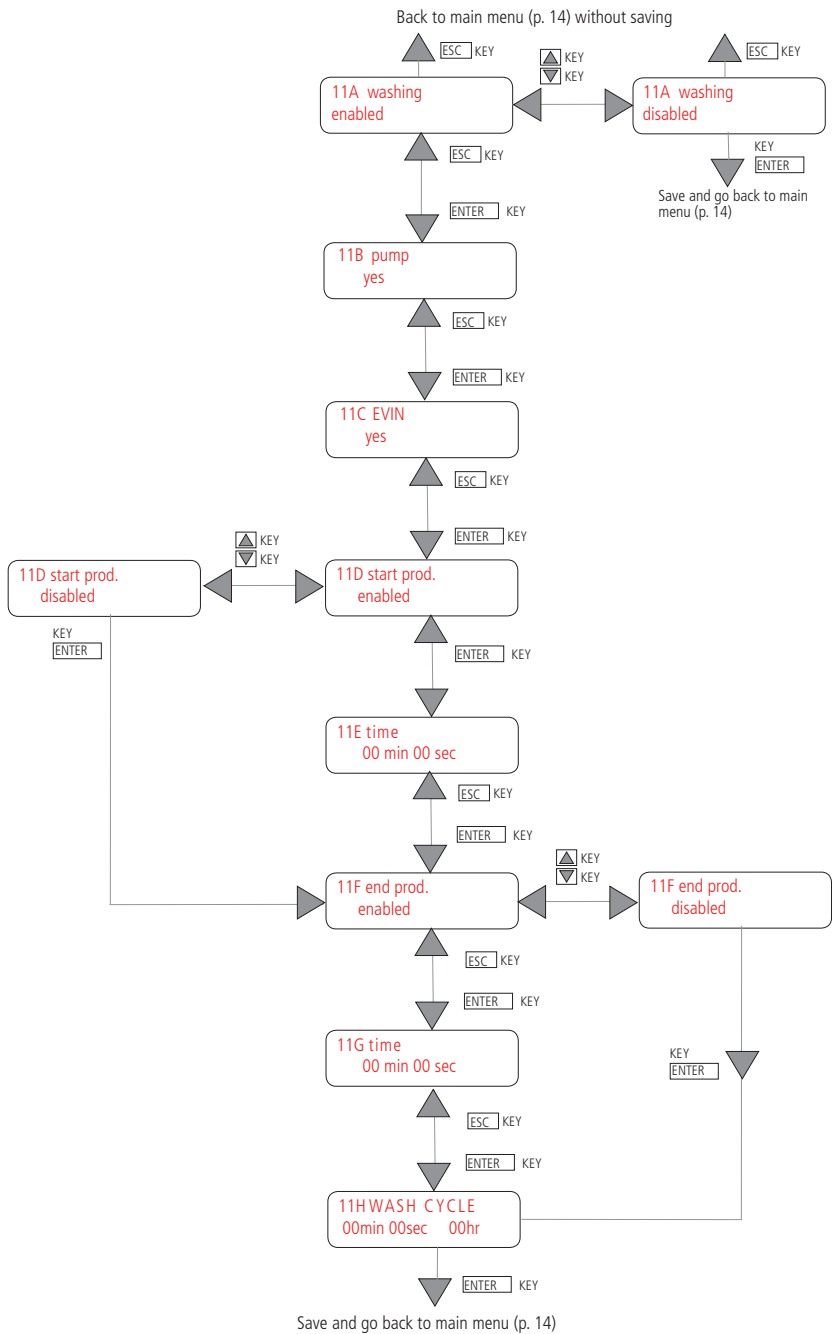 Back to main menu (p. 14) without saving
ESC KEY
KEY
KEY
ESC KEY
11A washing
enabled
11A washing
disabled
ESC KEY
KEY
ENTER
Save and go back to main
menu (p. 14)
ENTER KEY
11B pump
yes
ESC KEY
ENTER KEY
11C EVIN
yes
ESC KEY
ENTER KEY
KEY
KEY
11D start prod.
disabled
11D start prod.
enabled
KEY
ENTER
ENTER KEY
11E time
00 min 00 sec
ESC KEY
ENTER KEY
KEY
KEY
11F end prod.
enabled
11F end prod.
disabled
ESC KEY
ENTER KEY
11G time
00 min 00 sec
KEY
ENTER
ESC KEY
ENTER KEY
11HWASH CYCLE
00min 00sec 00hr
ENTER KEY
Save and go back to main menu (p. 14)